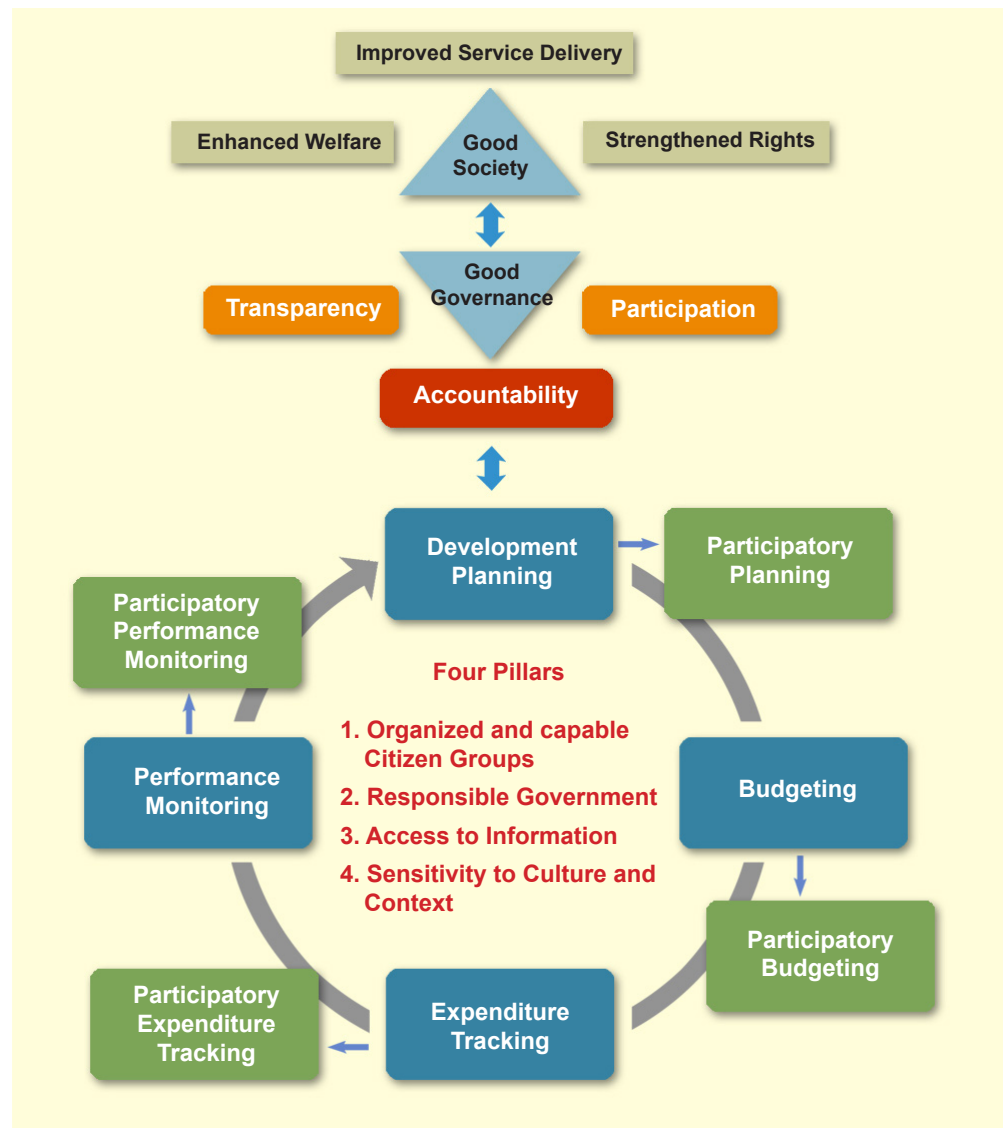 Improved Service Delivery
Enhanced Welfare
Good
Society
Strengthened Rights
Good
Governance
Transparency
Participation
Accountability
Development
Planning
Participatory
Planning
Participatory
Performance
Monitoring
Four Pillars
1. Organized and capable
Citizen Groups
2. Responsible Government
3. Access to Information
4. Sensitivity to Culture and
Context
Performance
Monitoring
Budgeting
Participatory
Budgeting
Participatory
Expenditure
Tracking
Expenditure
Tracking